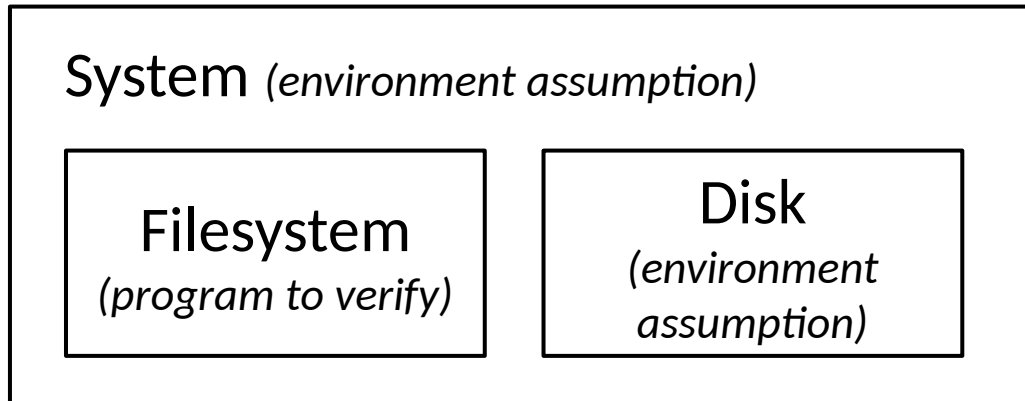 System (environment assumption)
Filesystem
(program to verify)
Disk
(environment
assumption)